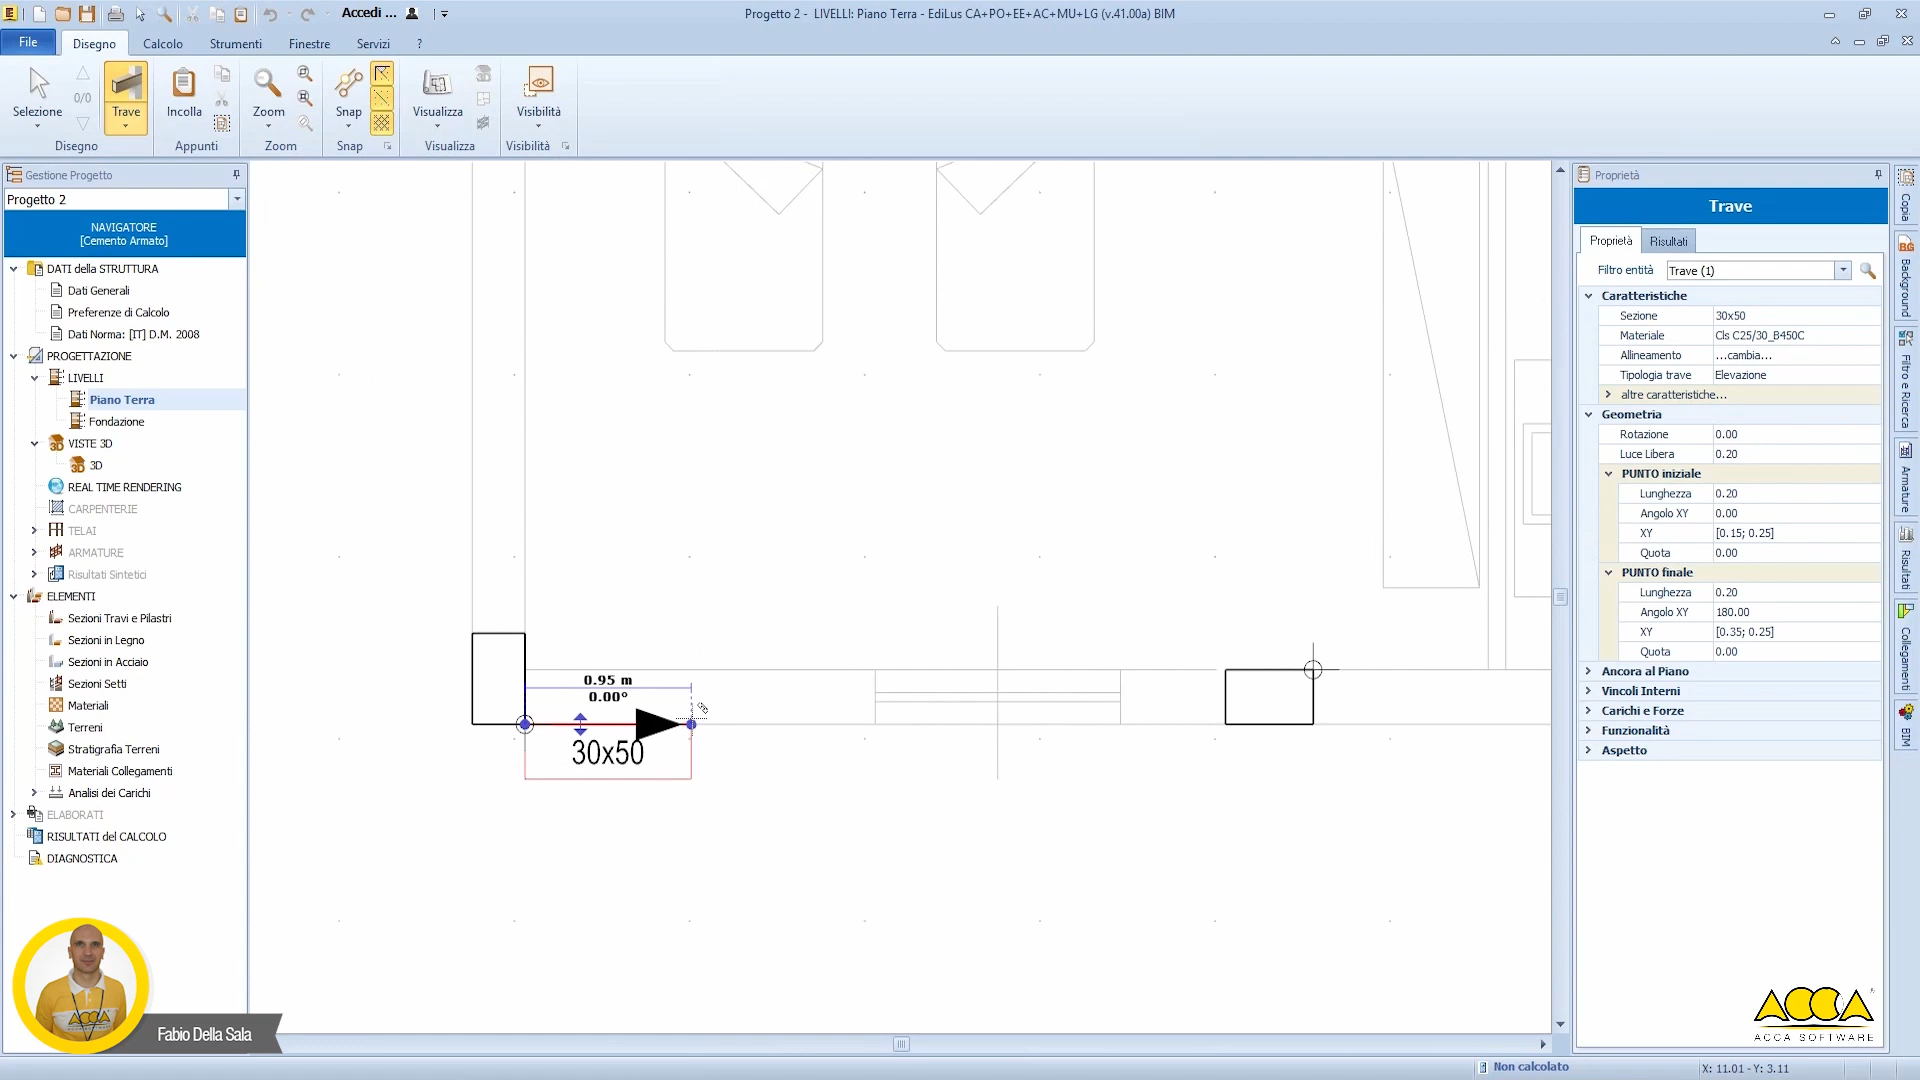 Accedi ...
Progetto 2 - LIVELLI: Piano Terra - EdiLus CA+PO+EE+AC+MU+LG (v.41.00a) BIM
File
Disegno
Calcolo
Strumenti
Finestre
Servizi
?
Selezione
0/0
Trave
Incolla
Zoom
Snap
Visualizza
Visibilità
Disegno
Appunti
Zoom
Snap
Visualizza
Visibilità
Gestione Progetto
Progetto 2
NAVIGATORE
[Cemento Armato]
DATI della STRUTTURA
Dati Generali
Preferenze di Calcolo
Dati Norma: [IT] D.M. 2008
PROGETTAZIONE
LIVELLI
Piano Terra
Fondazione
VISTE 3D
3D
REAL TIME RENDERING
CARPENTERIE
TELAI
ARMATURE
Risultati Sintetici
ELEMENTI
Sezioni Travi e Pilastri
Sezioni in Legno
Sezioni in Acciaio
Sezioni Setti
Materiali
Terreni
Stratigrafia Terreni
Materiali Collegamenti
Analisi dei Carichi
ELABORATI
RISULTATI del CALCOLO
DIAGNOSTICA
Fabio Della Sala
0.95 m
0.00°
30x50
Proprietà
Trave
Proprietà
Risultati
Filtro entità
Trave (1)
Caratteristiche
Sezione 30x50
Materiale Cls C25/30_B450C
Allineamento ...cambia...
Tipologia trave Elevazione
altre caratteristiche...
Geometria
Rotazione 0.00
Luce Libera 0.20
PUNTO iniziale
Lunghezza 0.20
Angolo XY 0.00
XY [0.15; 0.25]
Quota 0.00
PUNTO finale
Lunghezza 0.20
Angolo XY 180.00
XY [0.35; 0.25]
Quota 0.00
Ancora al Piano
Vincoli Interni
Carichi e Forze
Funzionalità
Aspetto
Copia
BG
Background
Filtro e Ricerca
Armature
Risultati
Collegamenti
BIM
ACCA
ACCA SOFTWARE
Non calcolato
X: 11.01 - Y: 3.11